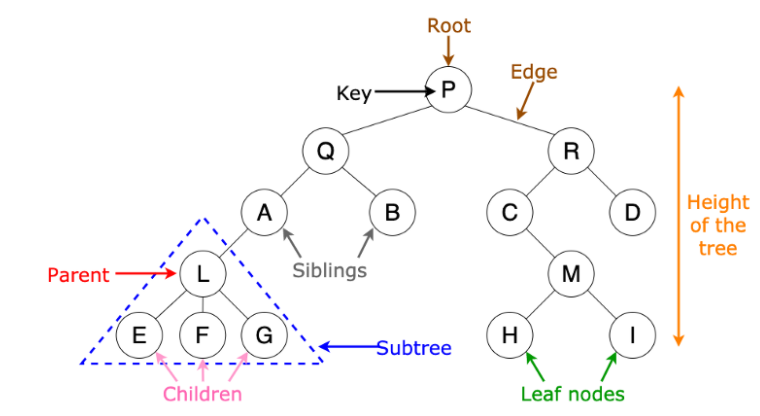 Root
Edge
Key
P
Q
R
A
B
C
D
Height
of the
tree
Siblings
Parent
L
M
E
F
G
H
I
Subtree
Children
Leaf nodes